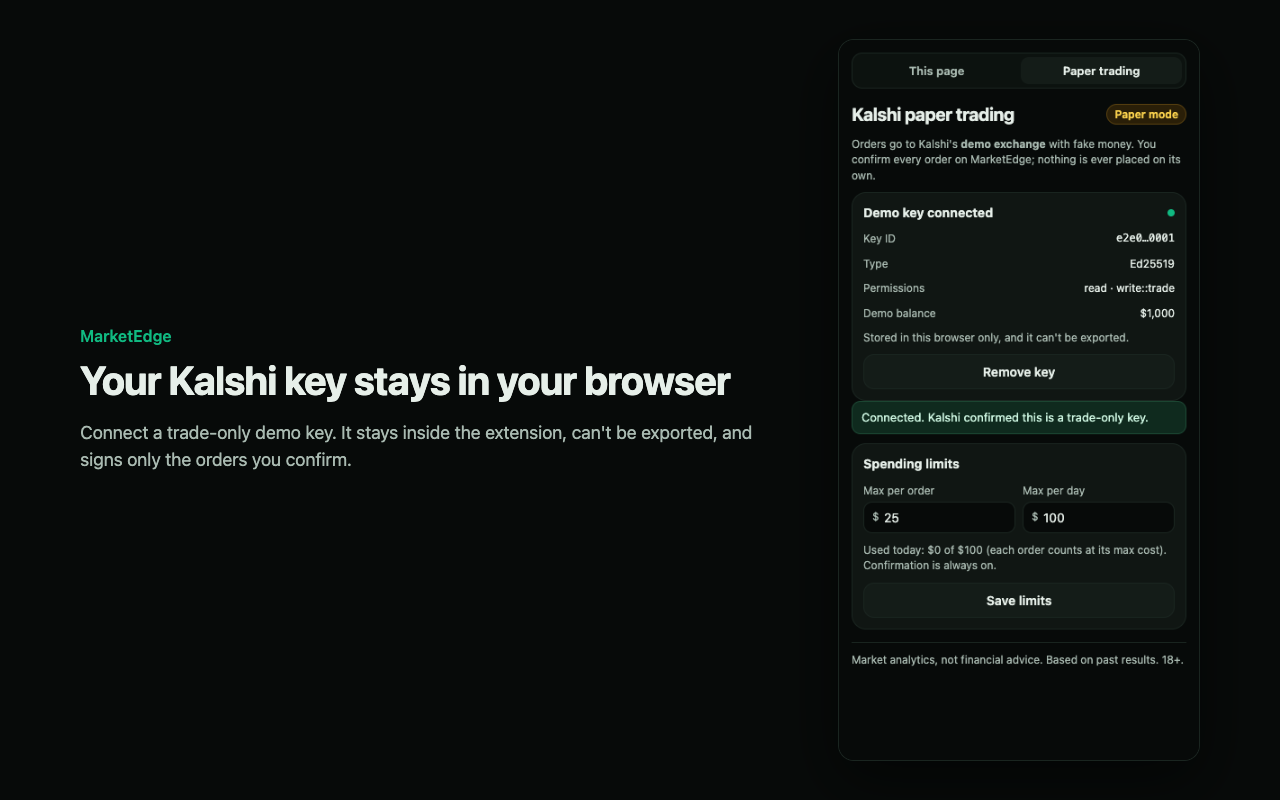 MarketEdge
Your Kalshi key stays in your browser
Connect a trade-only demo key. It stays inside the extension, can't be exported, and
signs only the orders you confirm.
This page
Paper trading
Kalshi paper trading
Paper mode
Orders go to Kalshi's demo exchange with fake money. You
confirm every order on MarketEdge; nothing is ever placed on its
own.
Demo key connected
Key ID
e2e0…0001
Type
Ed25519
Permissions
read · write::trade
Demo balance
$1,000
Stored in this browser only, and it can't be exported.
Remove key
Connected. Kalshi confirmed this is a trade-only key.
Spending limits
Max per order
Max per day
$ 25
$ 100
Used today: $0 of $100 (each order counts at its max cost).
Confirmation is always on.
Save limits
Market analytics, not financial advice. Based on past results. 18+.